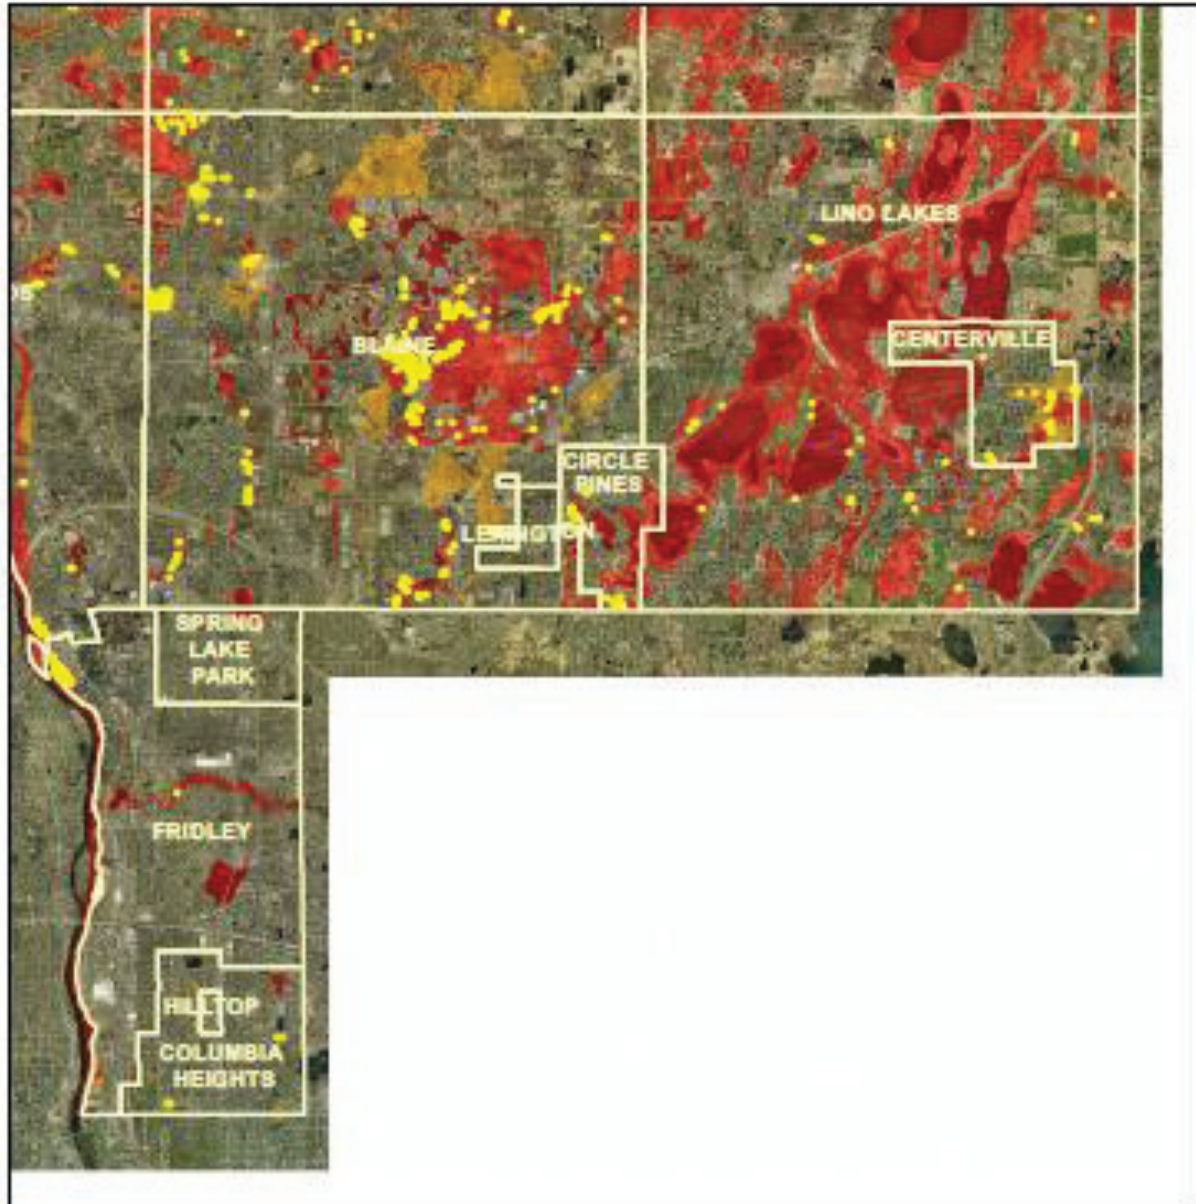 LINO LAKES
CENTERVILLE
BLAINE
CIRCLE
PINES
LEXINGTON
SPRING
LAKE
PARK
FRIDLEY
HILLTOP
COLUMBIA
HEIGHTS